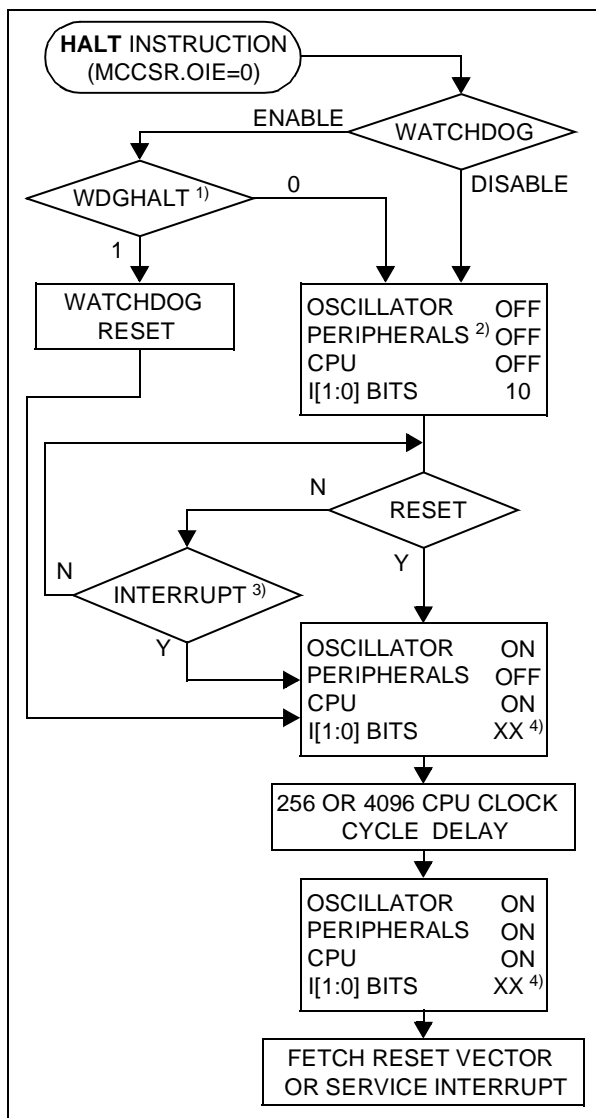 HALT INSTRUCTION
(MCCSR.OIE=0)
ENABLE
WATCHDOG
WDGHALT 1)
0
DISABLE
1
WATCHDOG
RESET
OSCILLATOR OFF
PERIPHERALS 2) OFF
CPU OFF
I[1:0] BITS 10
N
RESET
N
INTERRUPT 3)
Y
Y
OSCILLATOR ON
PERIPHERALS OFF
CPU ON
I[1:0] BITS XX 4)
256 OR 4096 CPU CLOCK
CYCLE DELAY
OSCILLATOR ON
PERIPHERALS ON
CPU ON
I[1:0] BITS XX 4)
FETCH RESET VECTOR
OR SERVICE INTERRUPT